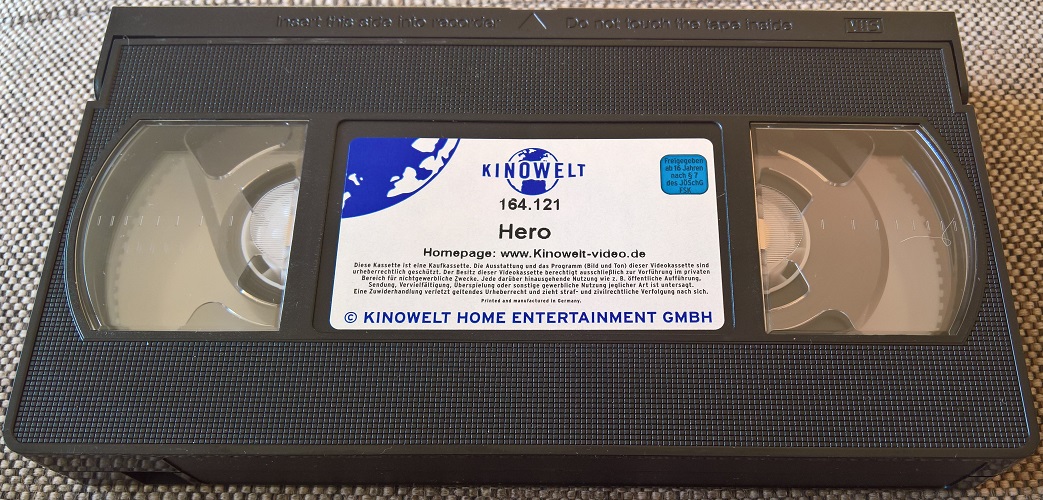 Insert this side into recorder
Do not touch the tape inside
VHS
KINOWELT
Freigegeben
ab 16 Jahren
nach § 7
des JÖSchG
FSK
164.121
Hero
Homepage: www.Kinowelt-video.de
Diese Kassette ist eine Kaufkassette. Die Ausstattung und das Programm (Bild und Ton) dieser Videokassette sind
urheberrechtlich geschützt. Der Besitz dieser Videokassette berechtigt ausschließlich zur Vorführung im privaten
Bereich für nichtgewerbliche Zwecke. Jede darüber hinausgehende Nutzung wie z. B. öffentliche Aufführung,
Sendung, Vervielfältigung, Überspielung oder sonstige gewerbliche Nutzung jeglicher Art ist untersagt.
Eine Zuwiderhandlung verletzt geltendes Urheberrecht und zieht straf- und zivilrechtliche Verfolgung nach sich.
Printed and manufactured in Germany.
© KINOWELT HOME ENTERTAINMENT GMBH